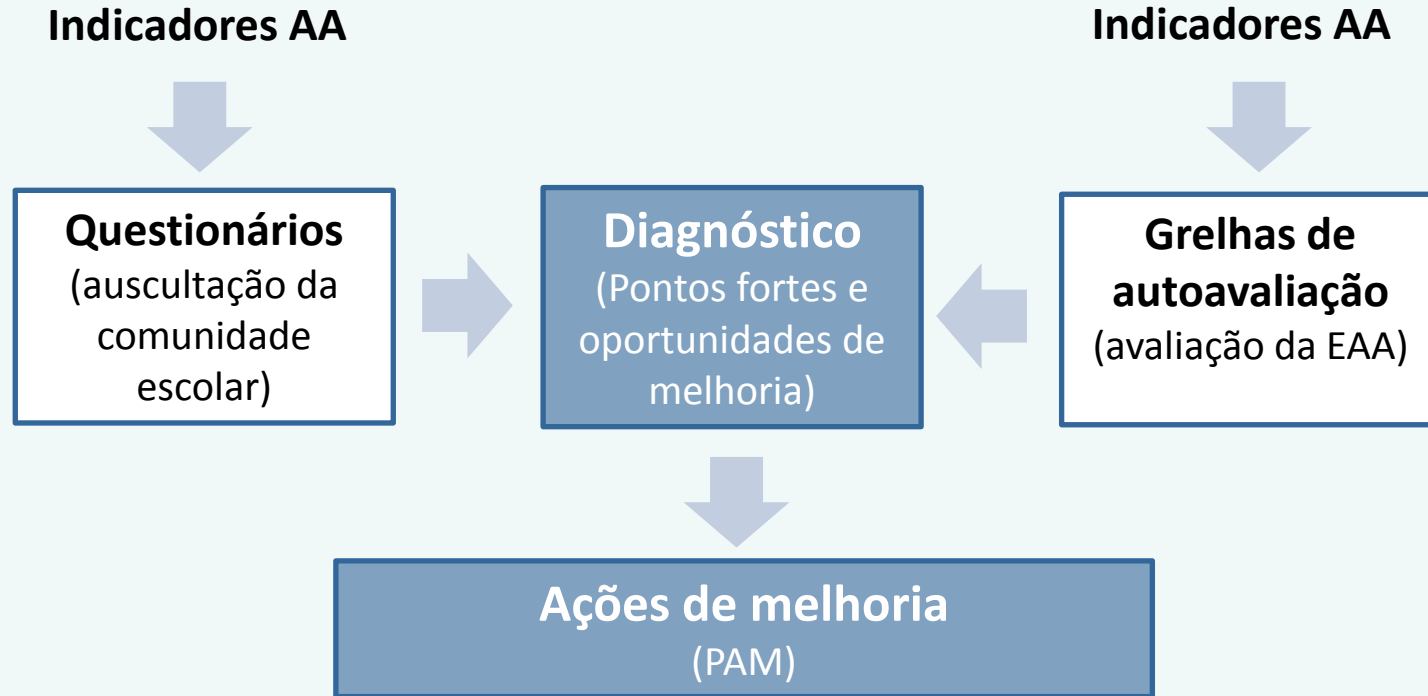 Indicadores AA
Indicadores AA
Questionários
(auscultação da
comunidade
escolar)
Diagnóstico
(Pontos fortes e
oportunidades de
melhoria)
Grelhas de
autoavaliação
(avaliação da EAA)
Ações de melhoria
(PAM)